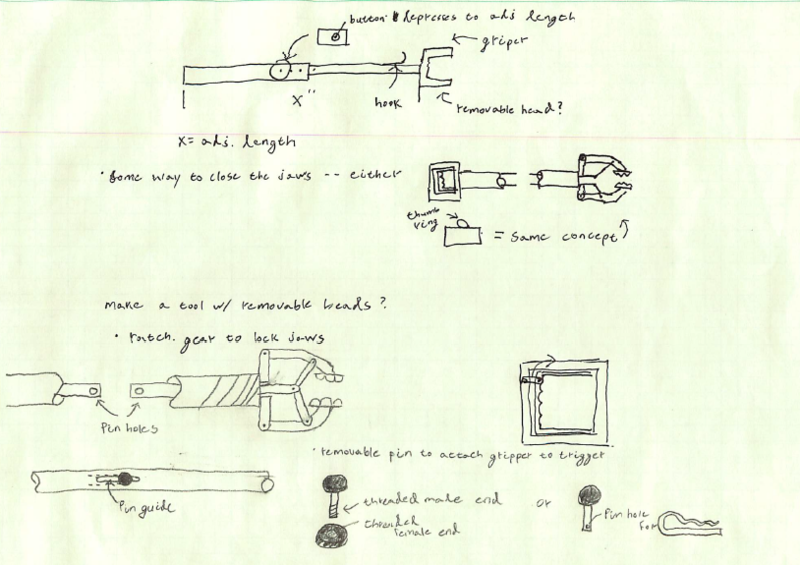 button depresses to adj length
griper
X"
hook
removable head?
X= adj. length
· Some way to close the jaws -- either
thumb
ring
= Same concept
make a tool w/ removable heads?
· ratch. gear to lock jaws
Pin holes
· removable pin to attach gripper to trigger
Pin guide
threaded male end
or
Pin hole
for
threaded
female end